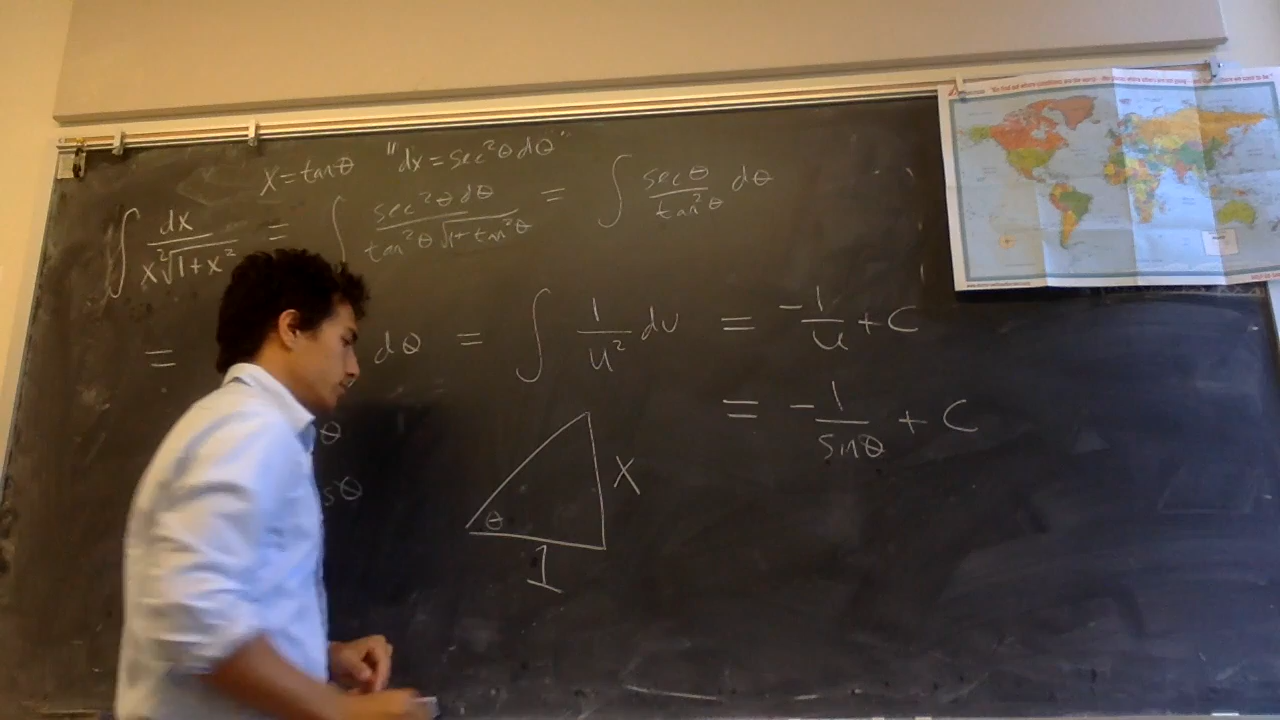 x = tanθ "dx = sec²θ dθ"
∫ dx / x²√1+x² = ∫ sec²θ dθ / tan²θ √1+tan²θ = ∫ secθ / tan²θ dθ
= dθ = ∫ 1/u² du = -1/u + C
θ = -1/sinθ + C
sθ
θ x
1